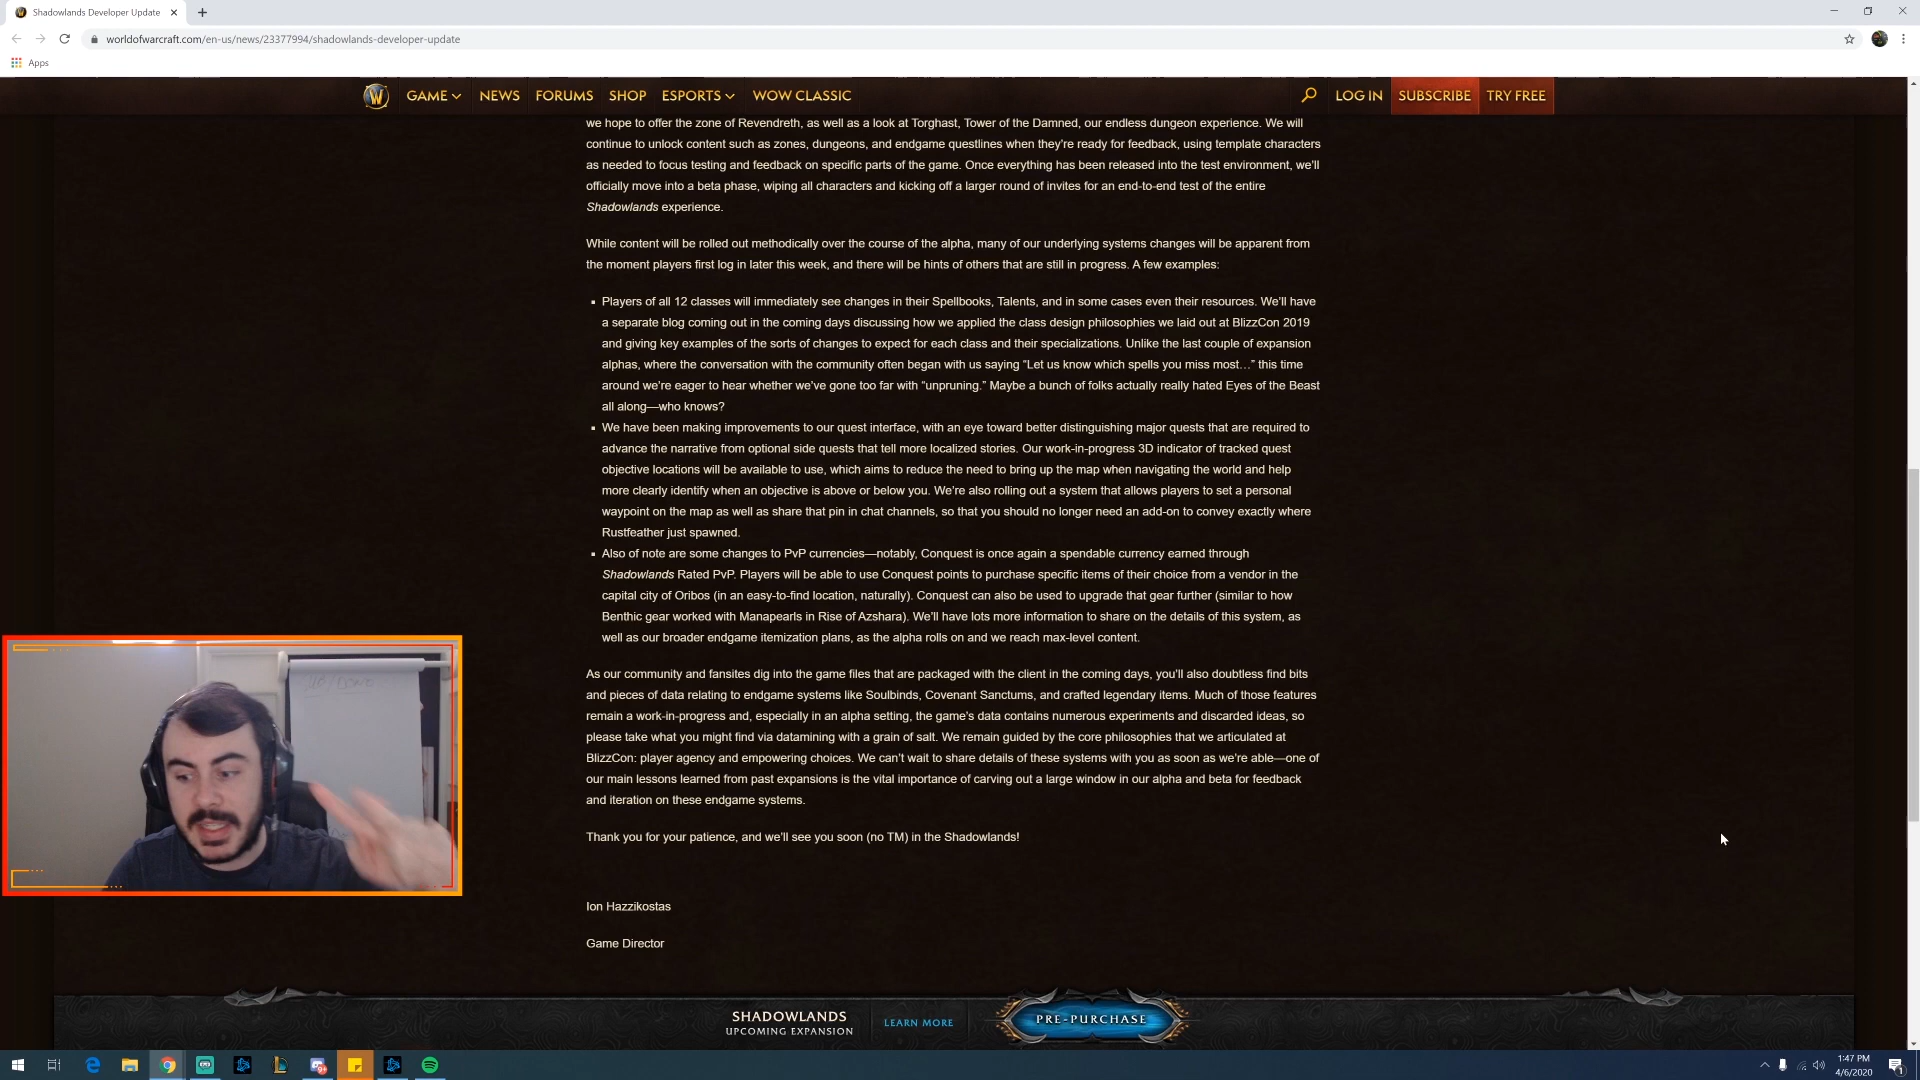 Shadowlands Developer Update
worldofwarcraft.com/en-us/news/23377994/shadowlands-developer-update
Apps
GAME NEWS FORUMS SHOP ESPORTS WOW CLASSIC LOG IN SUBSCRIBE TRY FREE
we hope to offer the zone of Revendreth, as well as a look at Torghast, Tower of the Damned, our endless dungeon experience. We will
continue to unlock content such as zones, dungeons, and endgame questlines when they're ready for feedback, using template characters
as needed to focus testing and feedback on specific parts of the game. Once everything has been released into the test environment, we'll
officially move into a beta phase, wiping all characters and kicking off a larger round of invites for an end-to-end test of the entire
Shadowlands experience.
While content will be rolled out methodically over the course of the alpha, many of our underlying systems changes will be apparent from
the moment players first log in later this week, and there will be hints of others that are still in progress. A few examples:
▪ Players of all 12 classes will immediately see changes in their Spellbooks, Talents, and in some cases even their resources. We'll have
a separate blog coming out in the coming days discussing how we applied the class design philosophies we laid out at BlizzCon 2019
and giving key examples of the sorts of changes to expect for each class and their specializations. Unlike the last couple of expansion
alphas, where the conversation with the community often began with us saying “Let us know which spells you miss most…” this time
around we're eager to hear whether we've gone too far with “unpruning.” Maybe a bunch of folks actually really hated Eyes of the Beast
all along—who knows?
▪ We have been making improvements to our quest interface, with an eye toward better distinguishing major quests that are required to
advance the narrative from optional side quests that tell more localized stories. Our work-in-progress 3D indicator of tracked quest
objective locations will be available to use, which aims to reduce the need to bring up the map when navigating the world and help
more clearly identify when an objective is above or below you. We're also rolling out a system that allows players to set a personal
waypoint on the map as well as share that pin in chat channels, so that you should no longer need an add-on to convey exactly where
Rustfeather just spawned.
▪ Also of note are some changes to PvP currencies—notably, Conquest is once again a spendable currency earned through
Shadowlands Rated PvP. Players will be able to use Conquest points to purchase specific items of their choice from a vendor in the
capital city of Oribos (in an easy-to-find location, naturally). Conquest can also be used to upgrade that gear further (similar to how
Benthic gear worked with Manapearls in Rise of Azshara). We'll have lots more information to share on the details of this system, as
well as our broader endgame itemization plans, as the alpha rolls on and we reach max-level content.
As our community and fansites dig into the game files that are packaged with the client in the coming days, you'll also doubtless find bits
and pieces of data relating to endgame systems like Soulbinds, Covenant Sanctums, and crafted legendary items. Much of those features
remain a work-in-progress and, especially in an alpha setting, the game's data contains numerous experiments and discarded ideas, so
please take what you might find via datamining with a grain of salt. We remain guided by the core philosophies that we articulated at
BlizzCon: player agency and empowering choices. We can't wait to share details of these systems with you as soon as we're able—one of
our main lessons learned from past expansions is the vital importance of carving out a large window in our alpha and beta for feedback
and iteration on these endgame systems.
Thank you for your patience, and we'll see you soon (no TM) in the Shadowlands!
Ion Hazzikostas
Game Director
SHADOWLANDS
UPCOMING EXPANSION
LEARN MORE
PRE-PURCHASE
1:47 PM
4/6/2020